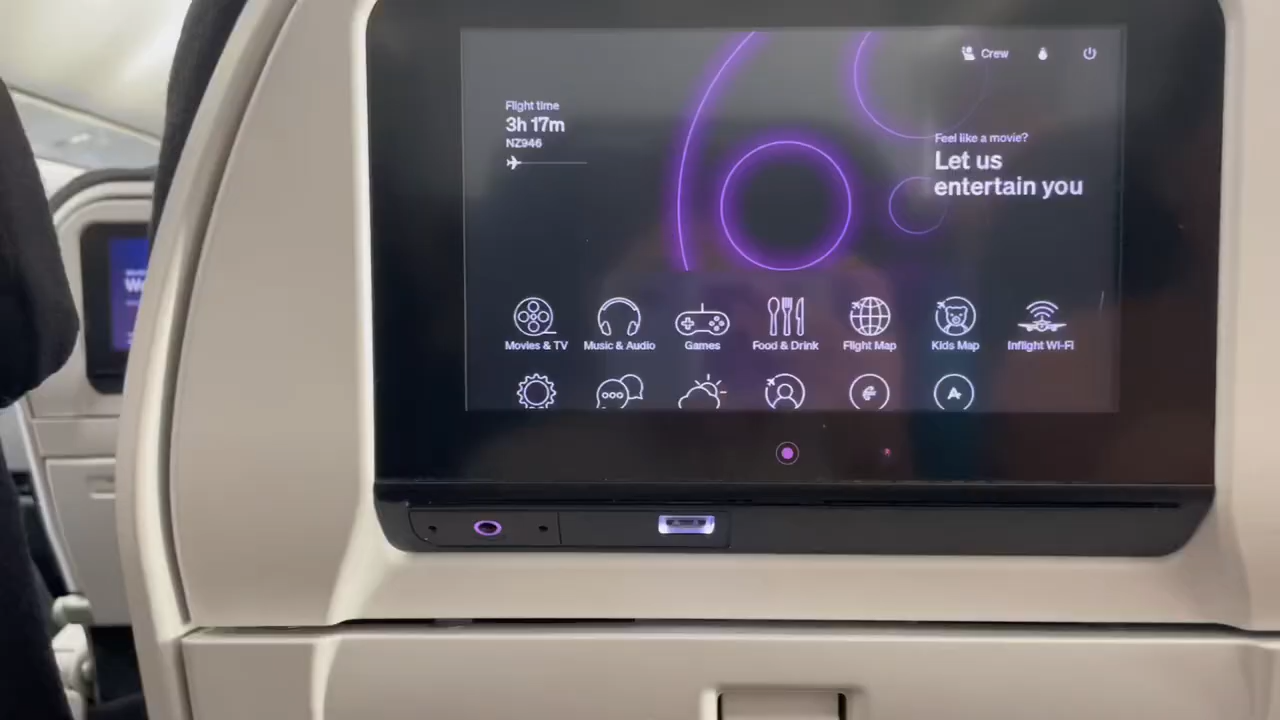 Crew
Flight time
3h 17m
NZ946
Feel like a movie?
Let us
entertain you
Movies & TV
Music & Audio
Games
Food & Drink
Flight Map
Kids Map
Inflight Wi-Fi